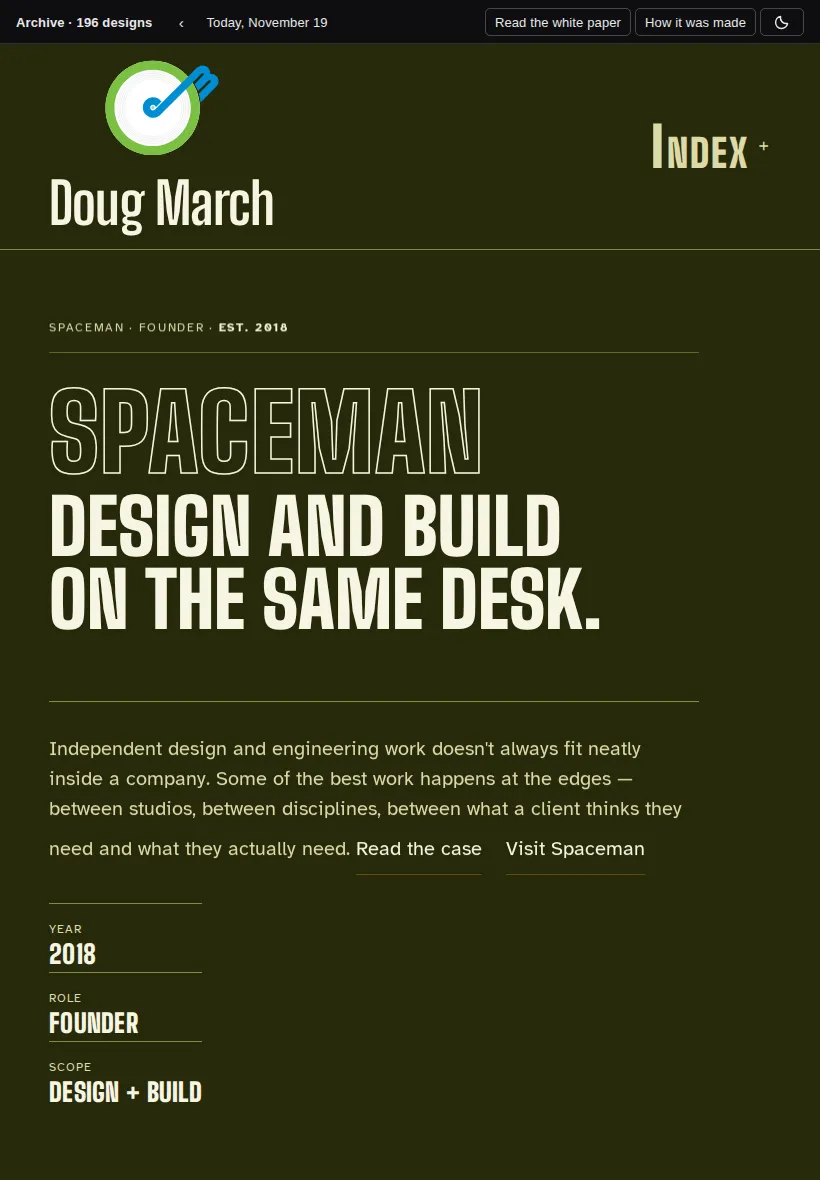 Archive · 196 designs ‹ Today, November 19 Read the white paper How it was made
Doug March
Index +
SPACEMAN · FOUNDER · EST. 2018
SPACEMAN
DESIGN AND BUILD
ON THE SAME DESK.
Independent design and engineering work doesn't always fit neatly
inside a company. Some of the best work happens at the edges —
between studios, between disciplines, between what a client thinks they
need and what they actually need. Read the case Visit Spaceman
YEAR
2018
ROLE
FOUNDER
SCOPE
DESIGN + BUILD